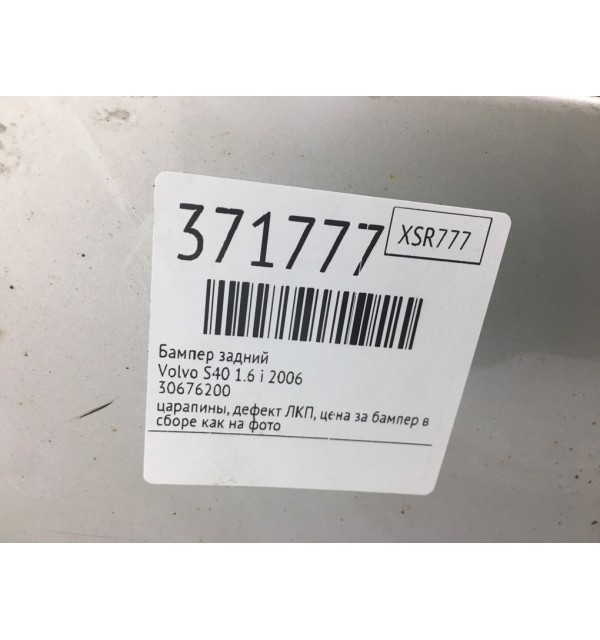 371777
XSR777
Бампер задний
Volvo S40 1.6 i 2006
30676200
царапины, дефект ЛКП, цена за бампер в
сборе как на фото